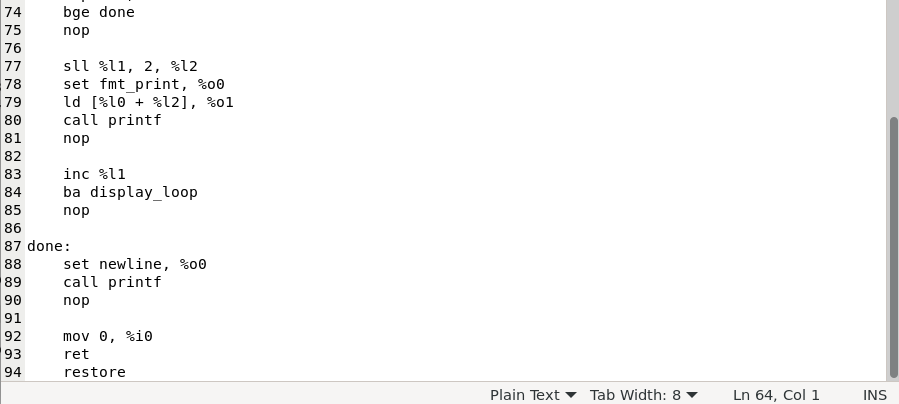 74 bge done
75 nop
76
77 sll %l1, 2, %l2
78 set fmt_print, %o0
79 ld [%l0 + %l2], %o1
80 call printf
81 nop
82
83 inc %l1
84 ba display_loop
85 nop
86
87 done:
88 set newline, %o0
89 call printf
90 nop
91
92 mov 0, %i0
93 ret
94 restore
Plain Text Tab Width: 8 Ln 64, Col 1 INS